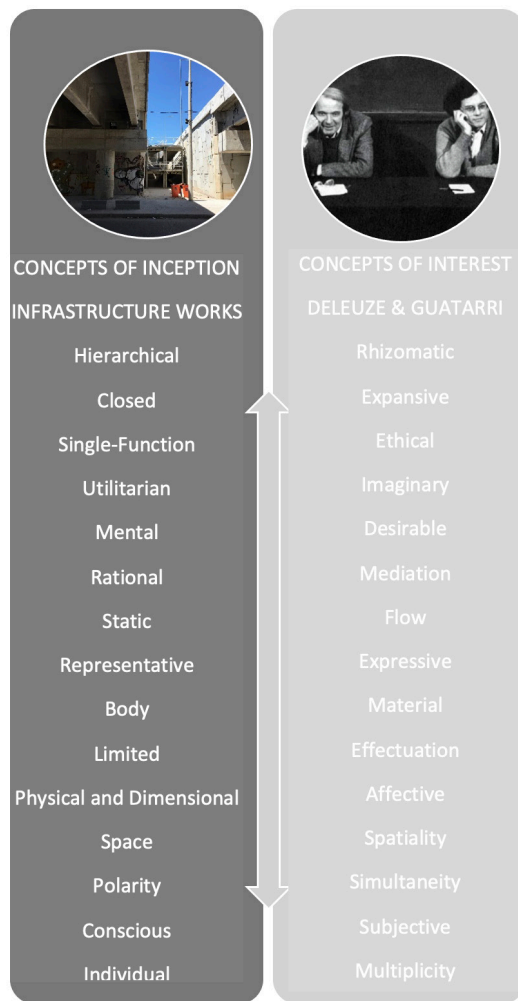 CONCEPTS OF INCEPTION
INFRASTRUCTURE WORKS
Hierarchical
Closed
Single-Function
Utilitarian
Mental
Rational
Static
Representative
Body
Limited
Physical and Dimensional
Space
Polarity
Conscious
Individual
CONCEPTS OF INTEREST
DELEUZE & GUATARRI
Rhizomatic
Expansive
Ethical
Imaginary
Desirable
Mediation
Flow
Expressive
Material
Effectuation
Affective
Spatiality
Simultaneity
Subjective
Multiplicity